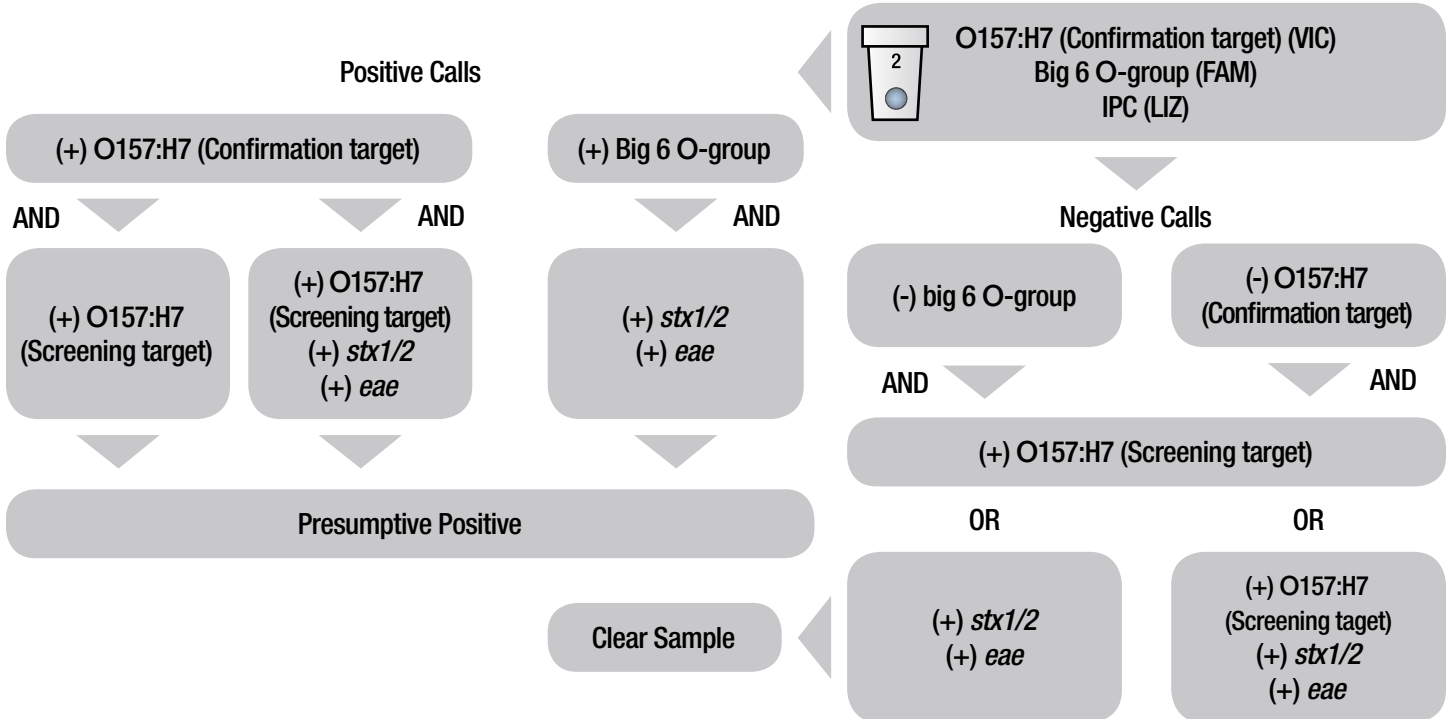 2
O157:H7 (Confirmation target) (VIC)
Big 6 O-group (FAM)
IPC (LIZ)
Positive Calls
(+) O157:H7 (Confirmation target)
(+) Big 6 O-group
AND
AND
AND
(+) O157:H7
(Screening target)
(+) O157:H7
(Screening target)
(+) stx1/2
(+) eae
(+) stx1/2
(+) eae
Presumptive Positive
Negative Calls
(-) big 6 O-group
(-) O157:H7
(Confirmation target)
AND
AND
(+) O157:H7 (Screening target)
OR
OR
(+) stx1/2
(+) eae
(+) O157:H7
(Screening taget)
(+) stx1/2
(+) eae
Clear Sample